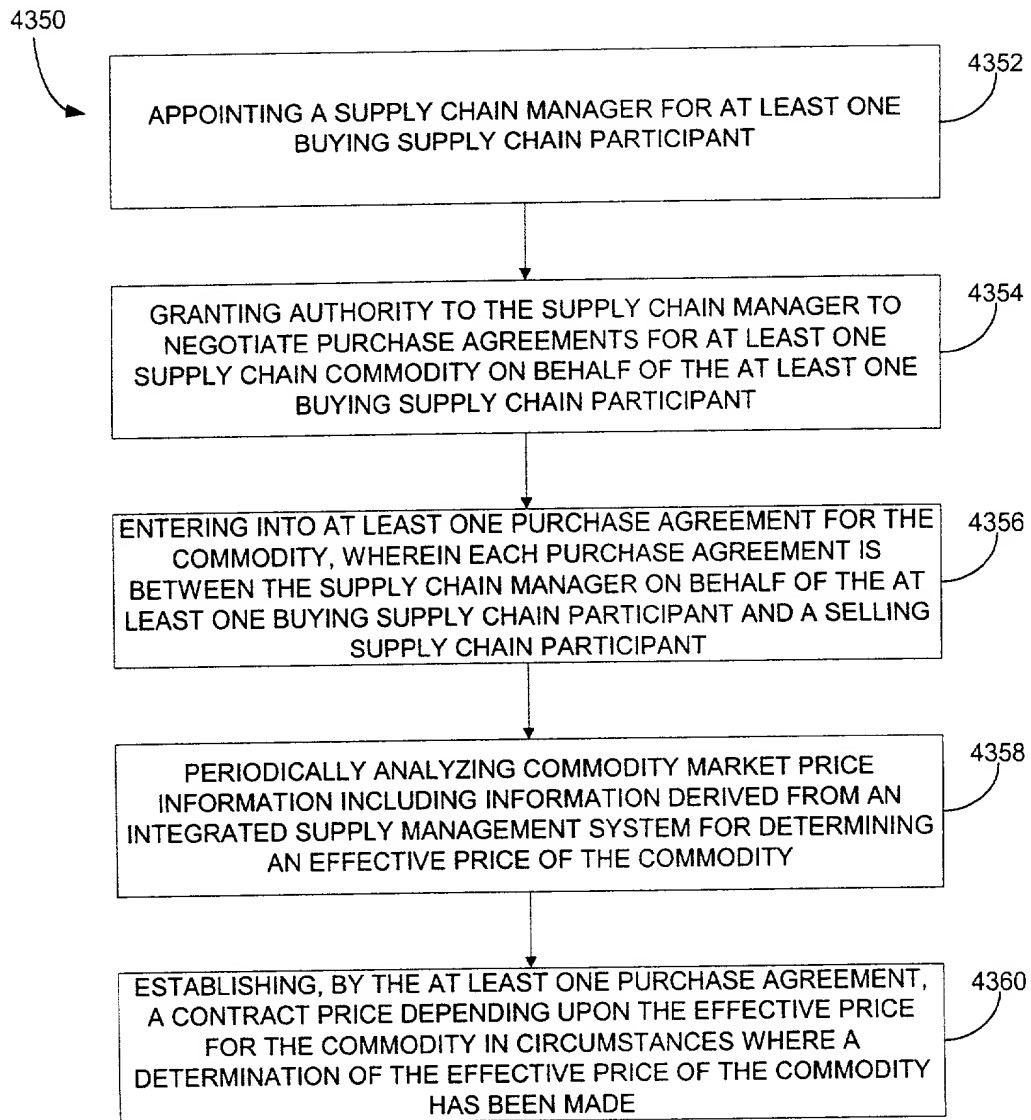 4350
4352
APPOINTING A SUPPLY CHAIN MANAGER FOR AT LEAST ONE
BUYING SUPPLY CHAIN PARTICIPANT
4354
GRANTING AUTHORITY TO THE SUPPLY CHAIN MANAGER TO
NEGOTIATE PURCHASE AGREEMENTS FOR AT LEAST ONE
SUPPLY CHAIN COMMODITY ON BEHALF OF THE AT LEAST ONE
BUYING SUPPLY CHAIN PARTICIPANT
4356
ENTERING INTO AT LEAST ONE PURCHASE AGREEMENT FOR THE
COMMODITY, WHEREIN EACH PURCHASE AGREEMENT IS
BETWEEN THE SUPPLY CHAIN MANAGER ON BEHALF OF THE AT
LEAST ONE BUYING SUPPLY CHAIN PARTICIPANT AND A SELLING
SUPPLY CHAIN PARTICIPANT
4358
PERIODICALLY ANALYZING COMMODITY MARKET PRICE
INFORMATION INCLUDING INFORMATION DERIVED FROM AN
INTEGRATED SUPPLY MANAGEMENT SYSTEM FOR DETERMINING
AN EFFECTIVE PRICE OF THE COMMODITY
4360
ESTABLISHING, BY THE AT LEAST ONE PURCHASE AGREEMENT,
A CONTRACT PRICE DEPENDING UPON THE EFFECTIVE PRICE
FOR THE COMMODITY IN CIRCUMSTANCES WHERE A
DETERMINATION OF THE EFFECTIVE PRICE OF THE COMMODITY
HAS BEEN MADE